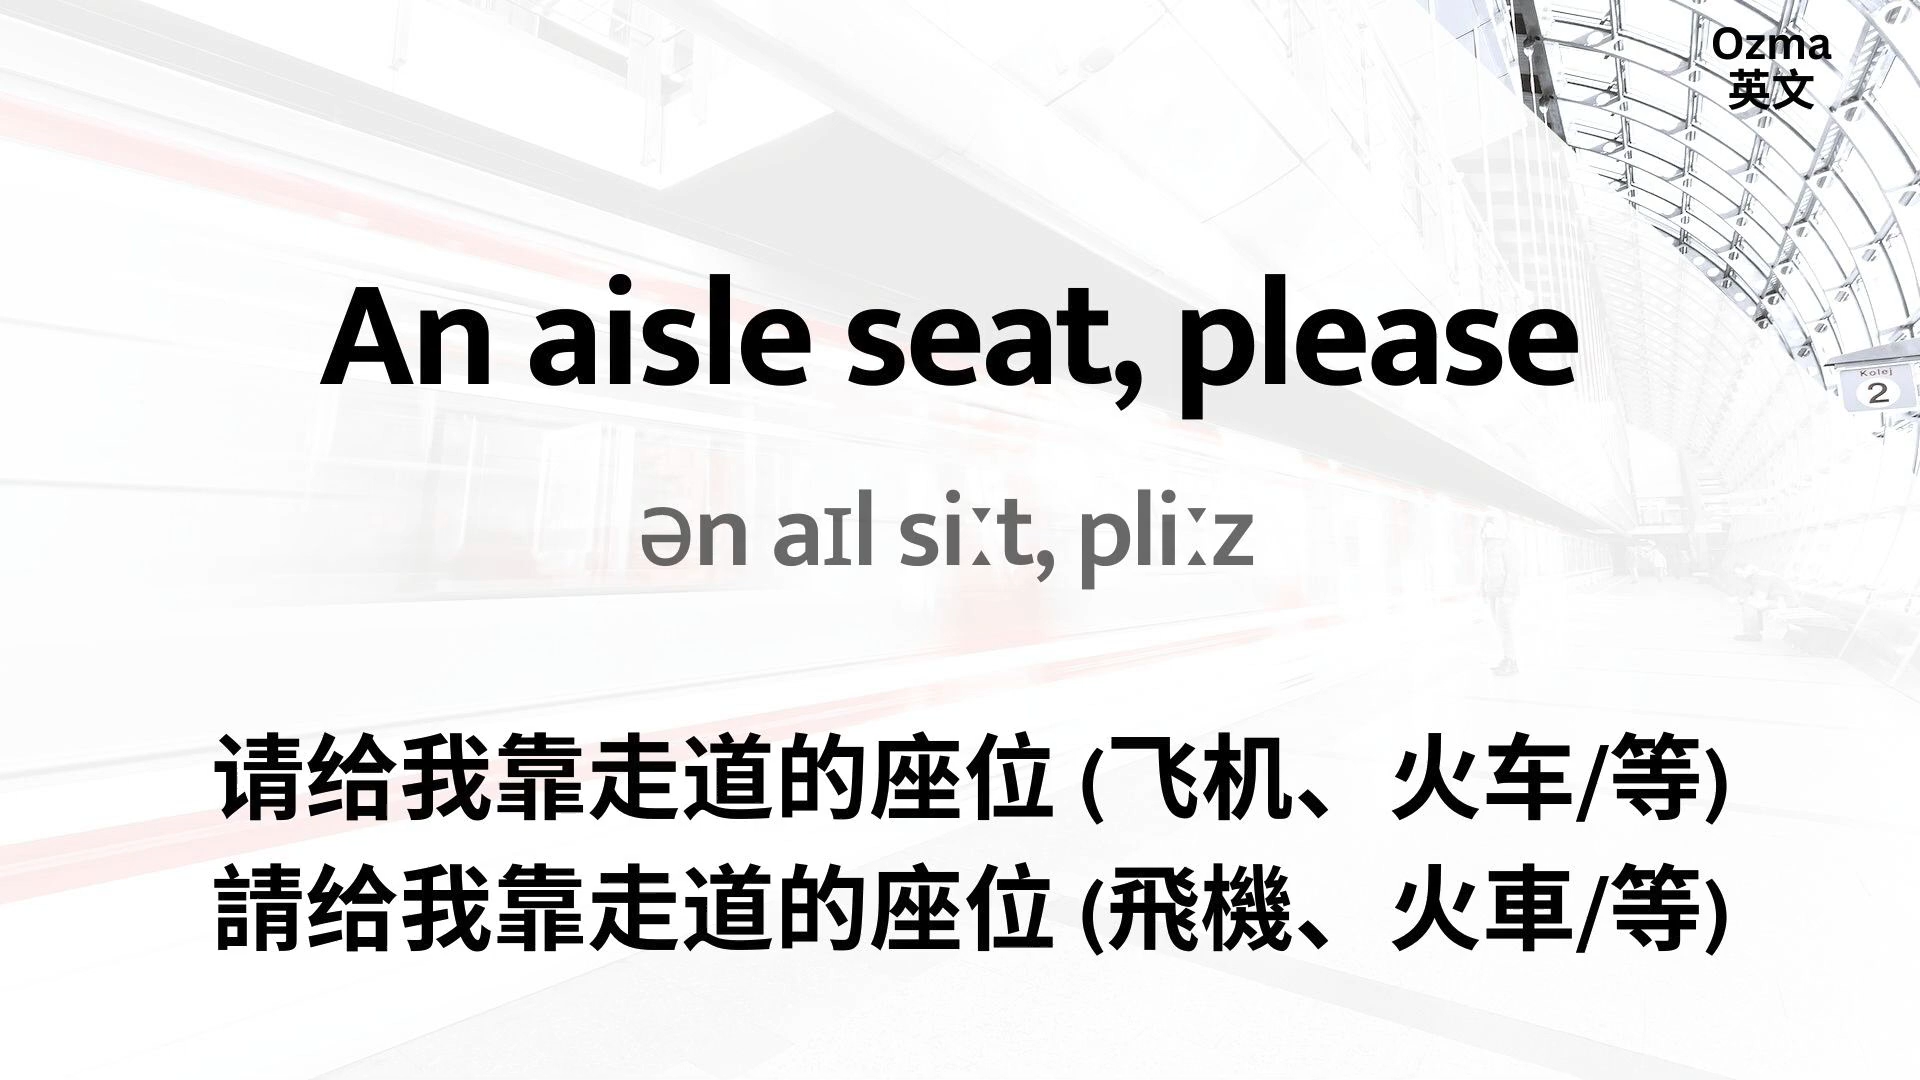 Ozma
英文
An aisle seat, please
Kolej
2
ən aɪl siːt, pliːz
请给我靠走道的座位 (飞机、火车/等)
請给我靠走道的座位 (飛機、火車/等)